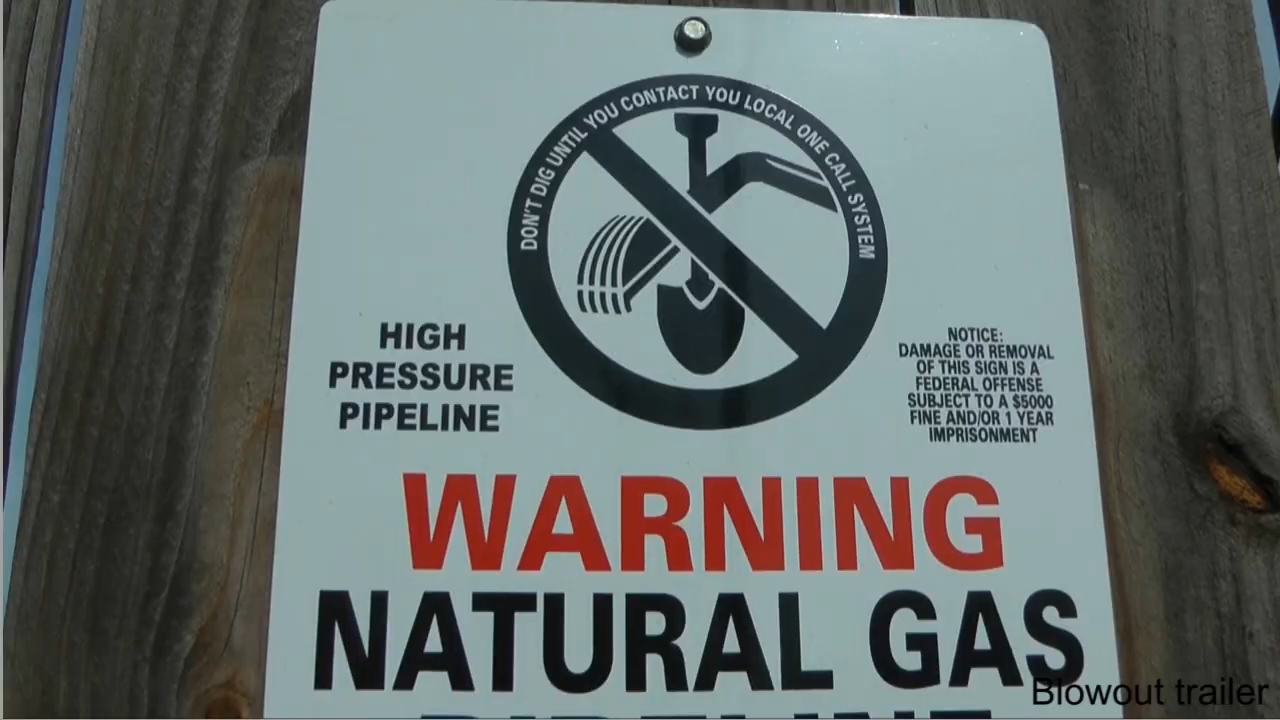 DON'T DIG UNTIL YOU CONTACT YOU LOCAL ONE CALL SYSTEM
HIGH
PRESSURE
PIPELINE
NOTICE:
DAMAGE OR REMOVAL
OF THIS SIGN IS A
FEDERAL OFFENSE
SUBJECT TO A $5000
FINE AND/OR 1 YEAR
IMPRISONMENT
WARNING
NATURAL GAS
PIPELINE
Blowout trailer